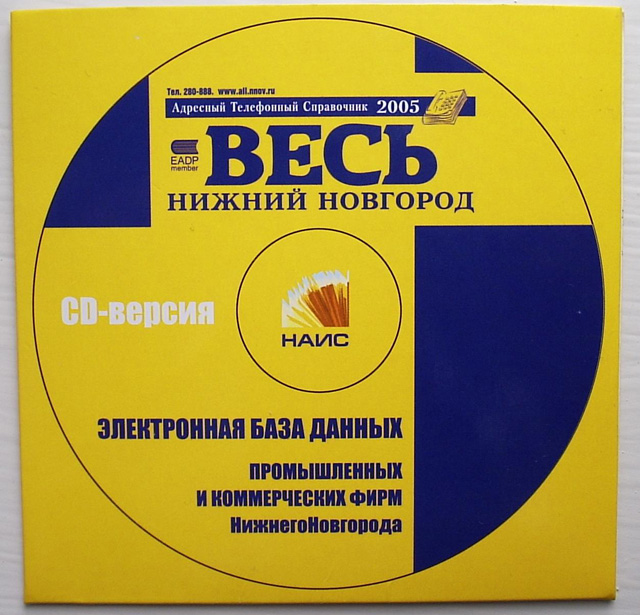 Тел. 280-888. www.all.nnov.ru
Адресный Телефонный Справочник 2005
EADP
member
ВЕСЬ
НИЖНИЙ НОВГОРОД
CD-версия
НАИС
ЭЛЕКТРОННАЯ БАЗА ДАННЫХ
ПРОМЫШЛЕННЫХ
И КОММЕРЧЕСКИХ ФИРМ
НижнегоНовгорода